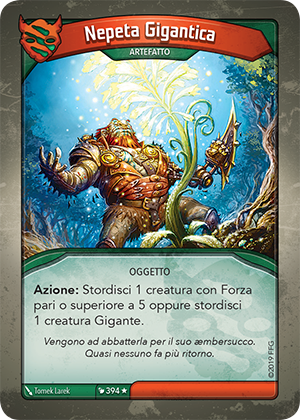 Nepeta Gigantica
ARTEFATTO
OGGETTO
Azione: Stordisci 1 creatura con Forza
pari o superiore a 5 oppure stordisci
1 creatura Gigante.
Vengono ad abbatterla per il suo æmbersucco.
Quasi nessuno fa più ritorno.
©2019 FFG
Tomek Larek
394 ★